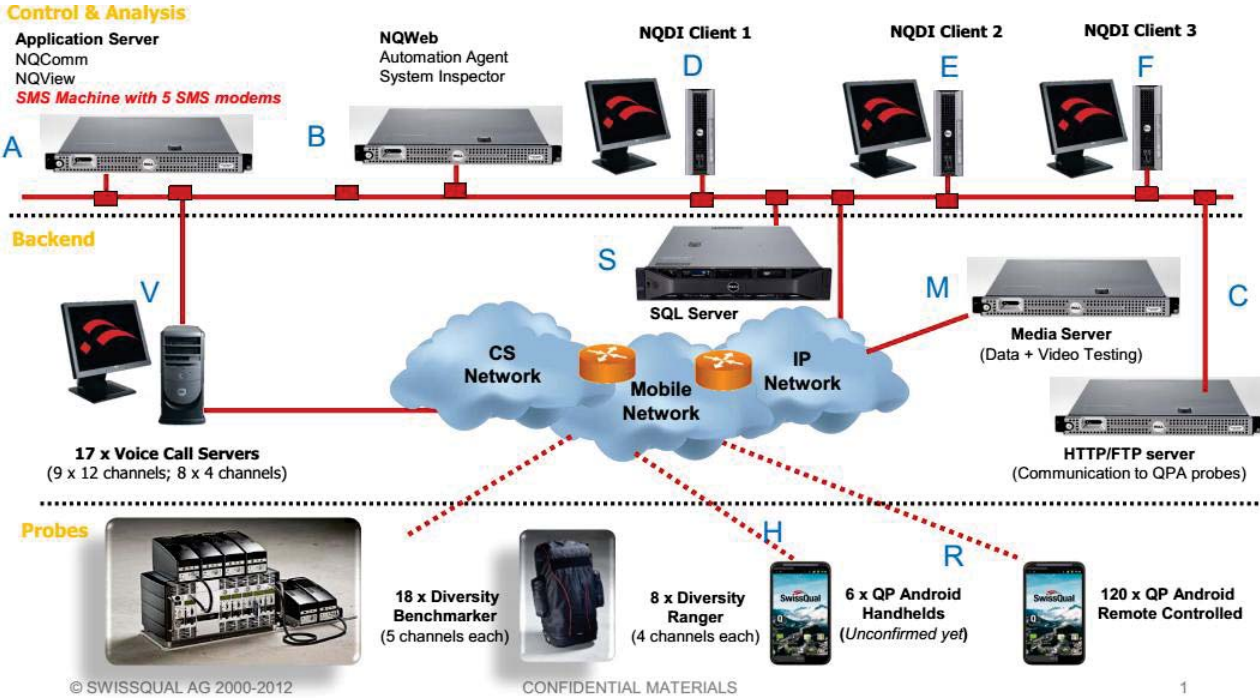 Control & Analysis
Application Server
NQComm
NQView
SMS Machine with 5 SMS modems
A
NQWeb
Automation Agent
System Inspector
B
NQDI Client 1
D
NQDI Client 2
E
NQDI Client 3
F
Backend
V
17 x Voice Call Servers
(9 x 12 channels; 8 x 4 channels)
S
SQL Server
CS
Network
Mobile
Network
IP
Network
M
Media Server
(Data + Video Testing)
C
HTTP/FTP server
(Communication to QPA probes)
Probes
18 x Diversity
Benchmarker
(5 channels each)
8 x Diversity
Ranger
(4 channels each)
H
SwissQual
6 x QP Android
Handhelds
(Unconfirmed yet)
R
SwissQual
120 x QP Android
Remote Controlled
© SWISSQUAL AG 2000-2012
CONFIDENTIAL MATERIALS
1